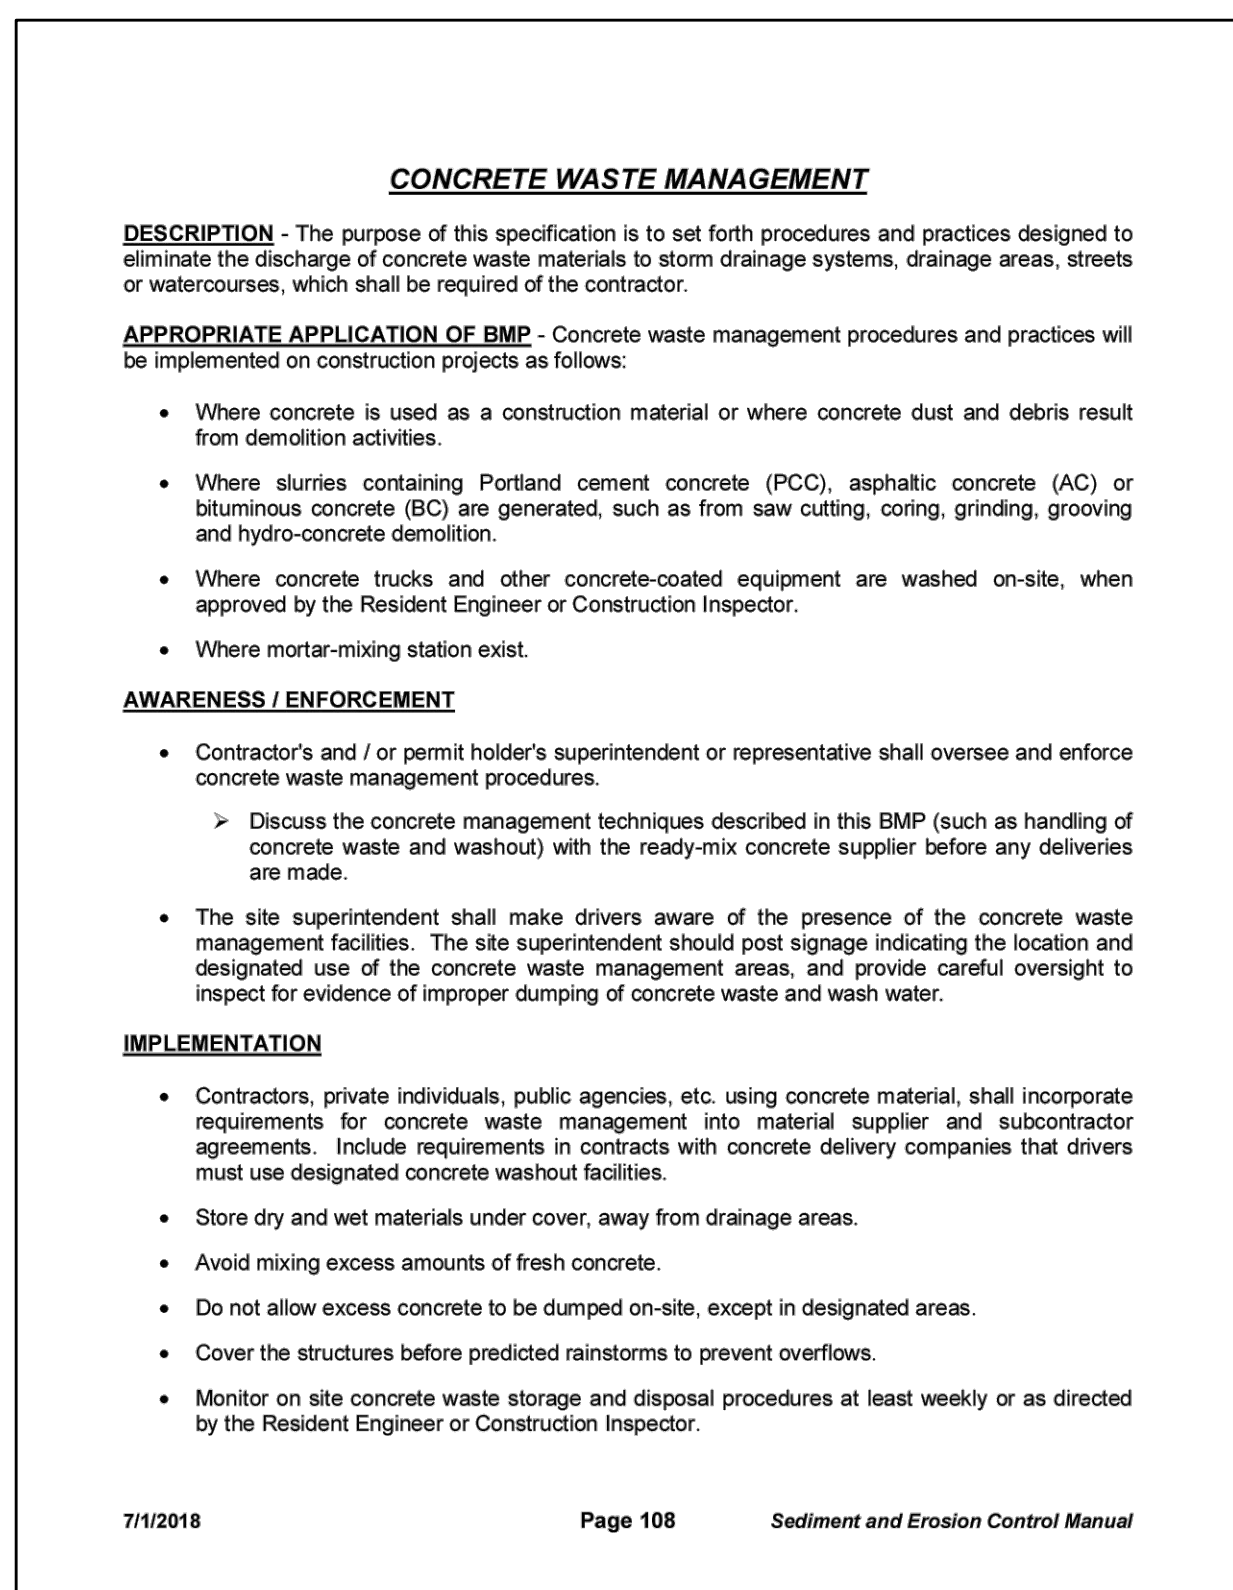 CONCRETE WASTE MANAGEMENT
DESCRIPTION - The purpose of this specification is to set forth procedures and practices designed to
eliminate the discharge of concrete waste materials to storm drainage systems, drainage areas, streets
or watercourses, which shall be required of the contractor.
APPROPRIATE APPLICATION OF BMP - Concrete waste management procedures and practices will
be implemented on construction projects as follows:
• Where concrete is used as a construction material or where concrete dust and debris result
from demolition activities.
• Where slurries containing Portland cement concrete (PCC), asphaltic concrete (AC) or
bituminous concrete (BC) are generated, such as from saw cutting, coring, grinding, grooving
and hydro-concrete demolition.
• Where concrete trucks and other concrete-coated equipment are washed on-site, when
approved by the Resident Engineer or Construction Inspector.
• Where mortar-mixing station exist.
AWARENESS / ENFORCEMENT
• Contractor's and / or permit holder's superintendent or representative shall oversee and enforce
concrete waste management procedures.
➢ Discuss the concrete management techniques described in this BMP (such as handling of
concrete waste and washout) with the ready-mix concrete supplier before any deliveries
are made.
• The site superintendent shall make drivers aware of the presence of the concrete waste
management facilities. The site superintendent should post signage indicating the location and
designated use of the concrete waste management areas, and provide careful oversight to
inspect for evidence of improper dumping of concrete waste and wash water.
IMPLEMENTATION
• Contractors, private individuals, public agencies, etc. using concrete material, shall incorporate
requirements for concrete waste management into material supplier and subcontractor
agreements. Include requirements in contracts with concrete delivery companies that drivers
must use designated concrete washout facilities.
• Store dry and wet materials under cover, away from drainage areas.
• Avoid mixing excess amounts of fresh concrete.
• Do not allow excess concrete to be dumped on-site, except in designated areas.
• Cover the structures before predicted rainstorms to prevent overflows.
• Monitor on site concrete waste storage and disposal procedures at least weekly or as directed
by the Resident Engineer or Construction Inspector.
7/1/2018 Page 108 Sediment and Erosion Control Manual